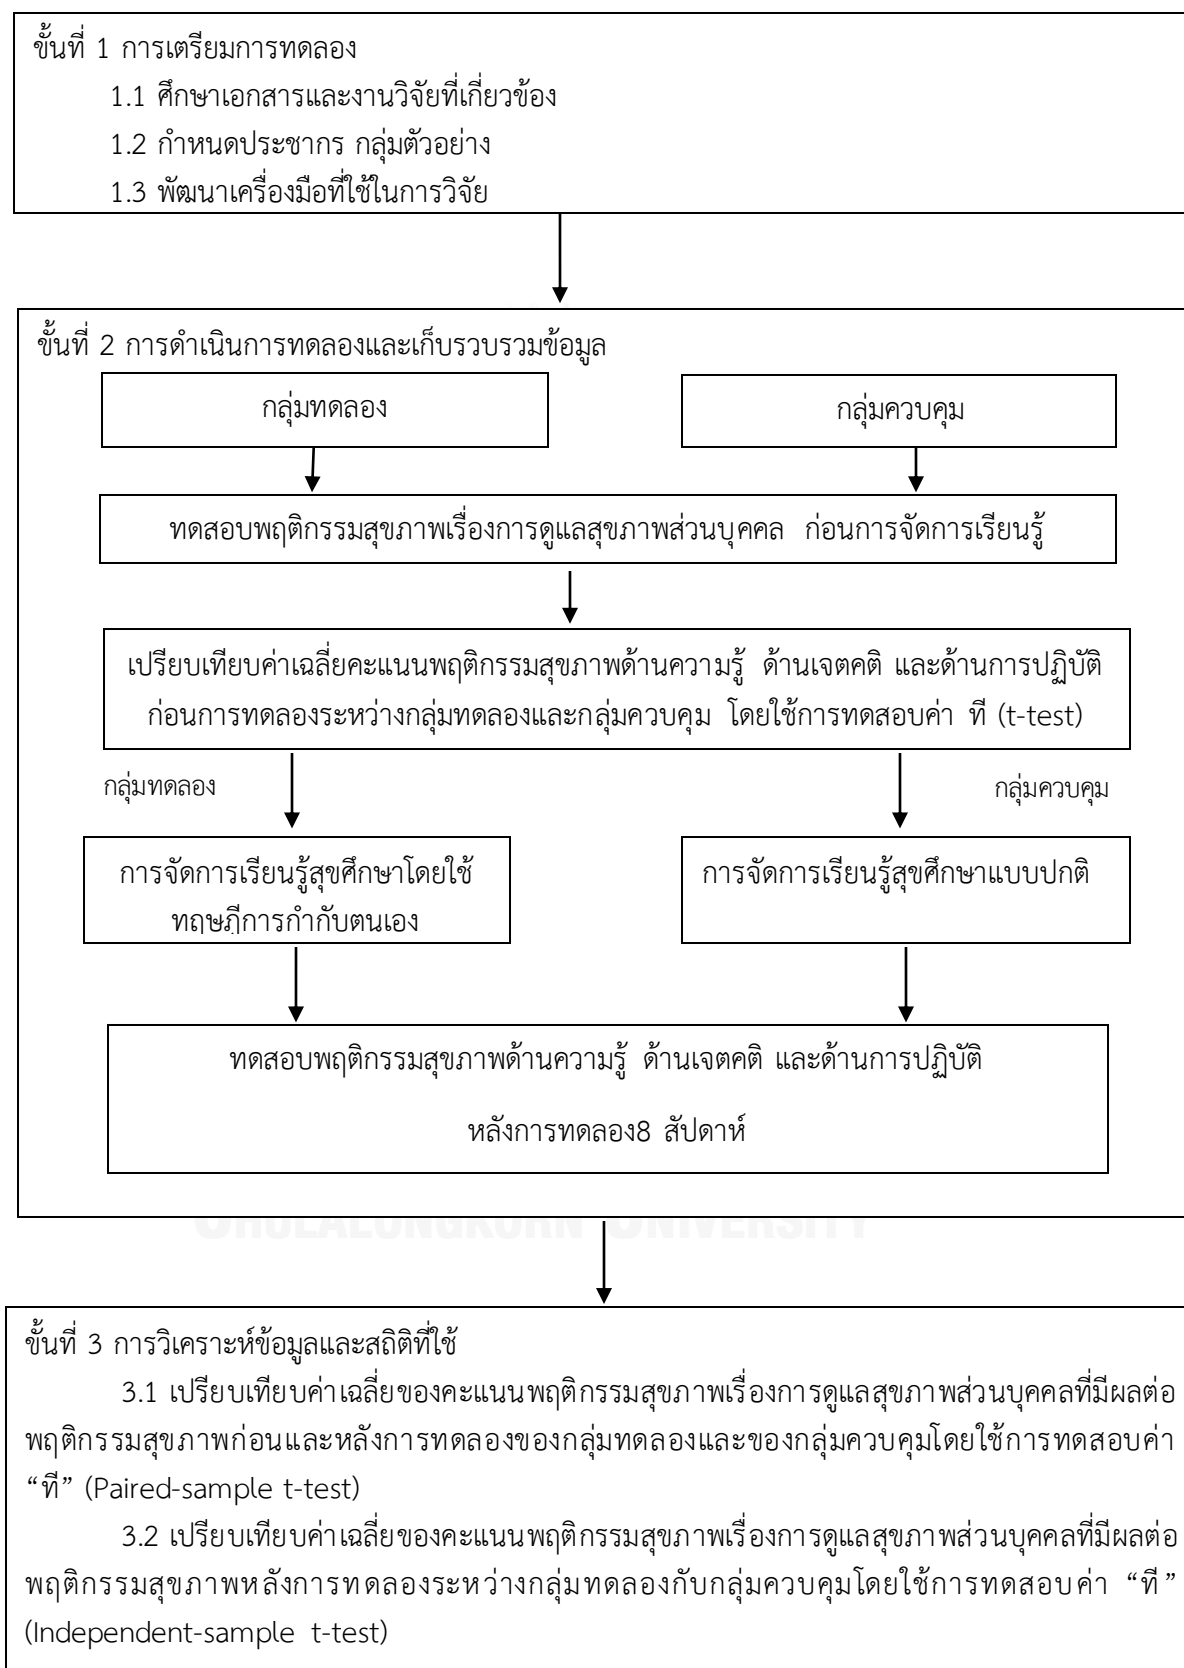 ขั้นที่ 1 การเตรียมการทดลอง
1.1 ศึกษาเอกสารและงานวิจัยที่เกี่ยวข้อง
1.2 กำหนดประชากร กลุ่มตัวอย่าง
1.3 พัฒนาเครื่องมือที่ใช้ในการวิจัย
ขั้นที่ 2 การดำเนินการทดลองและเก็บรวบรวมข้อมูล
กลุ่มทดลอง
กลุ่มควบคุม
ทดสอบพฤติกรรมสุขภาพเรื่องการดูแลสุขภาพส่วนบุคคล ก่อนการจัดการเรียนรู้
เปรียบเทียบค่าเฉลี่ยคะแนนพฤติกรรมสุขภาพด้านความรู้ ด้านเจตคติ และด้านการปฏิบัติ
ก่อนการทดลองระหว่างกลุ่มทดลองและกลุ่มควบคุม โดยใช้การทดสอบค่า ที (t-test)
กลุ่มทดลอง
กลุ่มควบคุม
การจัดการเรียนรู้สุขศึกษาโดยใช้
ทฤษฎีการกำกับตนเอง
การจัดการเรียนรู้สุขศึกษาแบบปกติ
ทดสอบพฤติกรรมสุขภาพด้านความรู้ ด้านเจตคติ และด้านการปฏิบัติ
หลังการทดลอง8 สัปดาห์
CHULALONGKORN UNIVERSITY
ขั้นที่ 3 การวิเคราะห์ข้อมูลและสถิติที่ใช้
3.1 เปรียบเทียบค่าเฉลี่ยของคะแนนพฤติกรรมสุขภาพเรื่องการดูแลสุขภาพส่วนบุคคลที่มีผลต่อ
พฤติกรรมสุขภาพก่อนและหลังการทดลองของกลุ่มทดลองและของกลุ่มควบคุมโดยใช้การทดสอบค่า
“ที” (Paired-sample t-test)
3.2 เปรียบเทียบค่าเฉลี่ยของคะแนนพฤติกรรมสุขภาพเรื่องการดูแลสุขภาพส่วนบุคคลที่มีผลต่อ
พฤติกรรมสุขภาพหลังการทดลองระหว่างกลุ่มทดลองกับกลุ่มควบคุมโดยใช้การทดสอบค่า “ที”
(Independent-sample t-test)